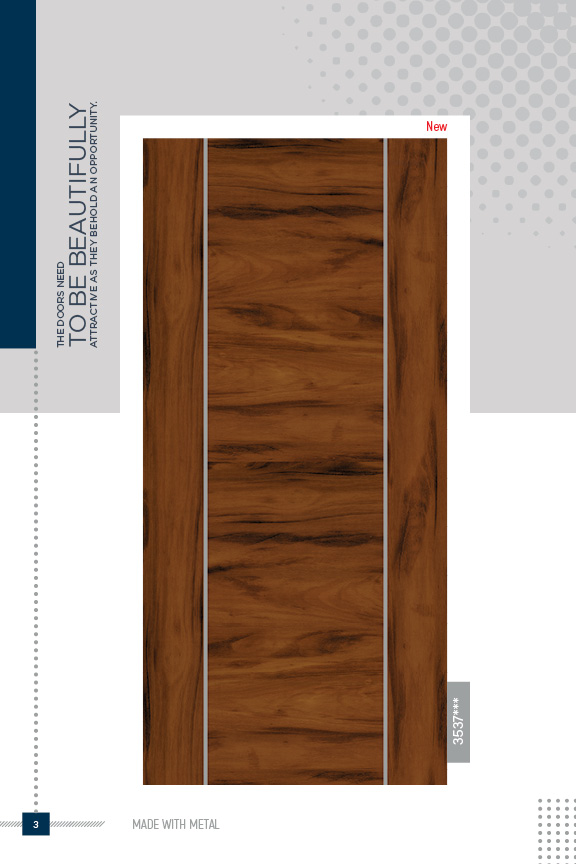 THE DOORS NEED
TO BE BEAUTIFULLY
ATTRACTIVE AS THEY BEHOLD AN OPPORTUNITY.
New
3537***
3
MADE WITH METAL